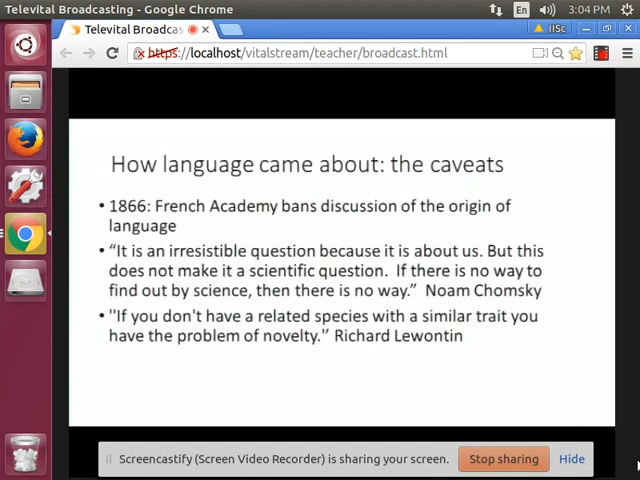 Televital Broadcasting - Google Chrome
En
3:04 PM
Televital Broadcas
IISc
https://localhost/vitalstream/teacher/broadcast.html
How language came about: the caveats
• 1866: French Academy bans discussion of the origin of
language
• “It is an irresistible question because it is about us. But this
does not make it a scientific question. If there is no way to
find out by science, then there is no way.” Noam Chomsky
• ''If you don't have a related species with a similar trait you
have the problem of novelty.'' Richard Lewontin
Screencastify (Screen Video Recorder) is sharing your screen.
Stop sharing
Hide